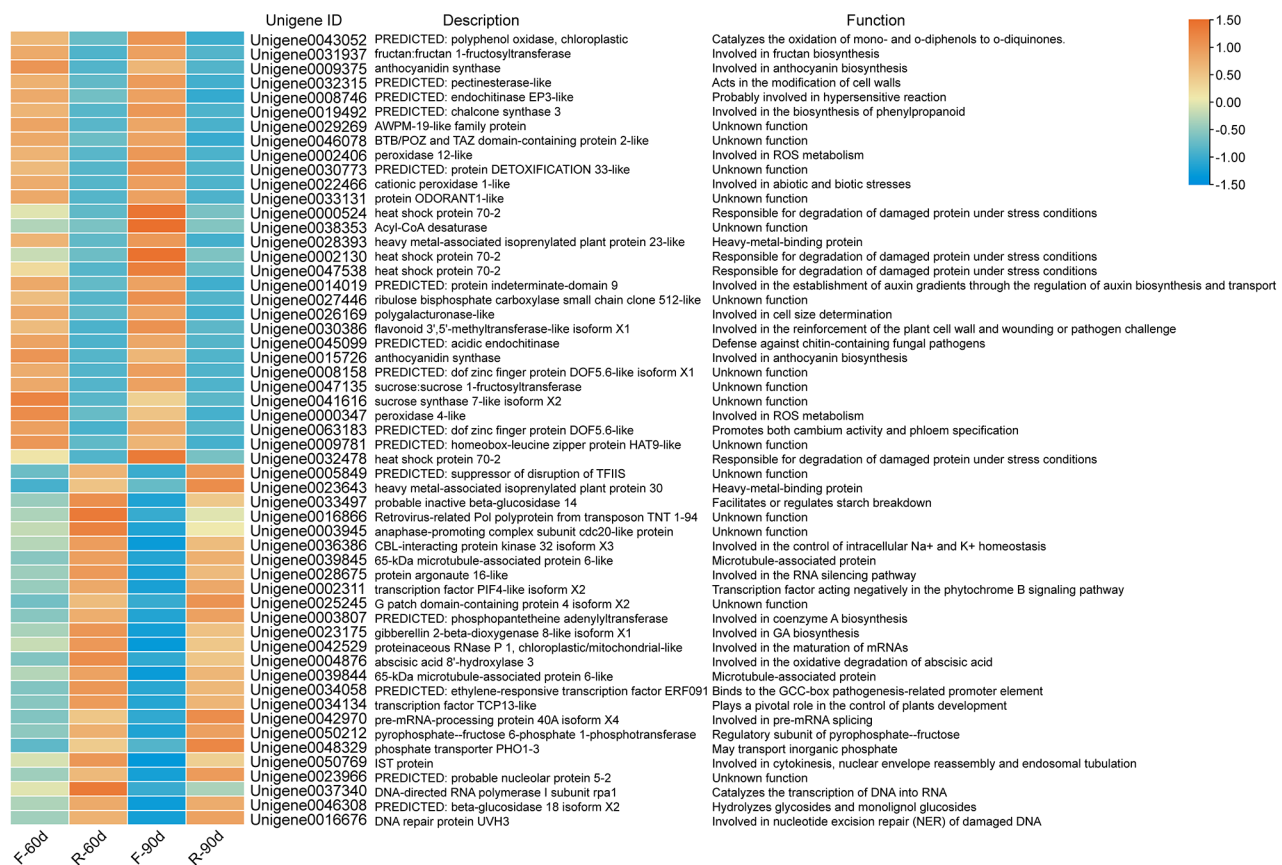 Unigene ID Description Function
Unigene0043052 PREDICTED: polyphenol oxidase, chloroplastic Catalyzes the oxidation of mono- and o-diphenols to o-diquinones.
Unigene0031937 fructan:fructan 1-fructosyltransferase Involved in fructan biosynthesis
Unigene0009375 anthocyanidin synthase Involved in anthocyanin biosynthesis
Unigene0032315 PREDICTED: pectinesterase-like Acts in the modification of cell walls
Unigene0008746 PREDICTED: endochitinase EP3-like Probably involved in hypersensitive reaction
Unigene0019492 PREDICTED: chalcone synthase 3 Involved in the biosynthesis of phenylpropanoid
Unigene0029269 AWPM-19-like family protein Unknown function
Unigene0046078 BTB/POZ and TAZ domain-containing protein 2-like Unknown function
Unigene0002406 peroxidase 12-like Involved in ROS metabolism
Unigene0030773 PREDICTED: protein DETOXIFICATION 33-like Unknown function
Unigene0022466 cationic peroxidase 1-like Involved in abiotic and biotic stresses
Unigene0033131 protein ODORANT1-like Unknown function
Unigene0000524 heat shock protein 70-2 Responsible for degradation of damaged protein under stress conditions
Unigene0038353 Acyl-CoA desaturase Unknown function
Unigene0028393 heavy metal-associated isoprenylated plant protein 23-like Heavy-metal-binding protein
Unigene0002130 heat shock protein 70-2 Responsible for degradation of damaged protein under stress conditions
Unigene0047538 heat shock protein 70-2 Responsible for degradation of damaged protein under stress conditions
Unigene0014019 PREDICTED: protein indeterminate-domain 9 Involved in the establishment of auxin gradients through the regulation of auxin biosynthesis and transport
Unigene0027446 ribulose bisphosphate carboxylase small chain clone 512-like Unknown function
Unigene0026169 polygalacturonase-like Involved in cell size determination
Unigene0030386 flavonoid 3',5'-methyltransferase-like isoform X1 Involved in the reinforcement of the plant cell wall and wounding or pathogen challenge
Unigene0045099 PREDICTED: acidic endochitinase Defense against chitin-containing fungal pathogens
Unigene0015726 anthocyanidin synthase Involved in anthocyanin biosynthesis
Unigene0008158 PREDICTED: dof zinc finger protein DOF5.6-like isoform X1 Unknown function
Unigene0047135 sucrose:sucrose 1-fructosyltransferase Unknown function
Unigene0041616 sucrose synthase 7-like isoform X2 Unknown function
Unigene0000347 peroxidase 4-like Involved in ROS metabolism
Unigene0063183 PREDICTED: dof zinc finger protein DOF5.6-like Promotes both cambium activity and phloem specification
Unigene0009781 PREDICTED: homeobox-leucine zipper protein HAT9-like Unknown function
Unigene0032478 heat shock protein 70-2 Responsible for degradation of damaged protein under stress conditions
Unigene0005849 PREDICTED: suppressor of disruption of TFIIS Unknown function
Unigene0023643 heavy metal-associated isoprenylated plant protein 30 Heavy-metal-binding protein
Unigene0033497 probable inactive beta-glucosidase 14 Facilitates or regulates starch breakdown
Unigene0016866 Retrovirus-related Pol polyprotein from transposon TNT 1-94 Unknown function
Unigene0003945 anaphase-promoting complex subunit cdc20-like protein Unknown function
Unigene0036386 CBL-interacting protein kinase 32 isoform X3 Involved in the control of intracellular Na+ and K+ homeostasis
Unigene0039845 65-kDa microtubule-associated protein 6-like Microtubule-associated protein
Unigene0028675 protein argonaute 16-like Involved in the RNA silencing pathway
Unigene0002311 transcription factor PIF4-like isoform X2 Transcription factor acting negatively in the phytochrome B signaling pathway
Unigene0025245 G patch domain-containing protein 4 isoform X2 Unknown function
Unigene0003807 PREDICTED: phosphopantetheine adenylyltransferase Involved in coenzyme A biosynthesis
Unigene0023175 gibberellin 2-beta-dioxygenase 8-like isoform X1 Involved in GA biosynthesis
Unigene0042529 proteinaceous RNase P 1, chloroplastic/mitochondrial-like Involved in the maturation of mRNAs
Unigene0004876 abscisic acid 8'-hydroxylase 3 Involved in the oxidative degradation of abscisic acid
Unigene0039844 65-kDa microtubule-associated protein 6-like Microtubule-associated protein
Unigene0034058 PREDICTED: ethylene-responsive transcription factor ERF091 Binds to the GCC-box pathogenesis-related promoter element
Unigene0034134 transcription factor TCP13-like Plays a pivotal role in the control of plants development
Unigene0042970 pre-mRNA-processing protein 40A isoform X4 Involved in pre-mRNA splicing
Unigene0050212 pyrophosphate--fructose 6-phosphate 1-phosphotransferase Regulatory subunit of pyrophosphate--fructose
Unigene0048329 phosphate transporter PHO1-3 May transport inorganic phosphate
Unigene0050769 IST protein Involved in cytokinesis, nuclear envelope reassembly and endosomal tubulation
Unigene0023966 PREDICTED: probable nucleolar protein 5-2 Unknown function
Unigene0037340 DNA-directed RNA polymerase I subunit rpa1 Catalyzes the transcription of DNA into RNA
Unigene0046308 PREDICTED: beta-glucosidase 18 isoform X2 Hydrolyzes glycosides and monolignol glucosides
Unigene0016676 DNA repair protein UVH3 Involved in nucleotide excision repair (NER) of damaged DNA
F-60d R-60d F-90d R-90d
1.50
1.00
0.50
0.00
-0.50
-1.00
-1.50